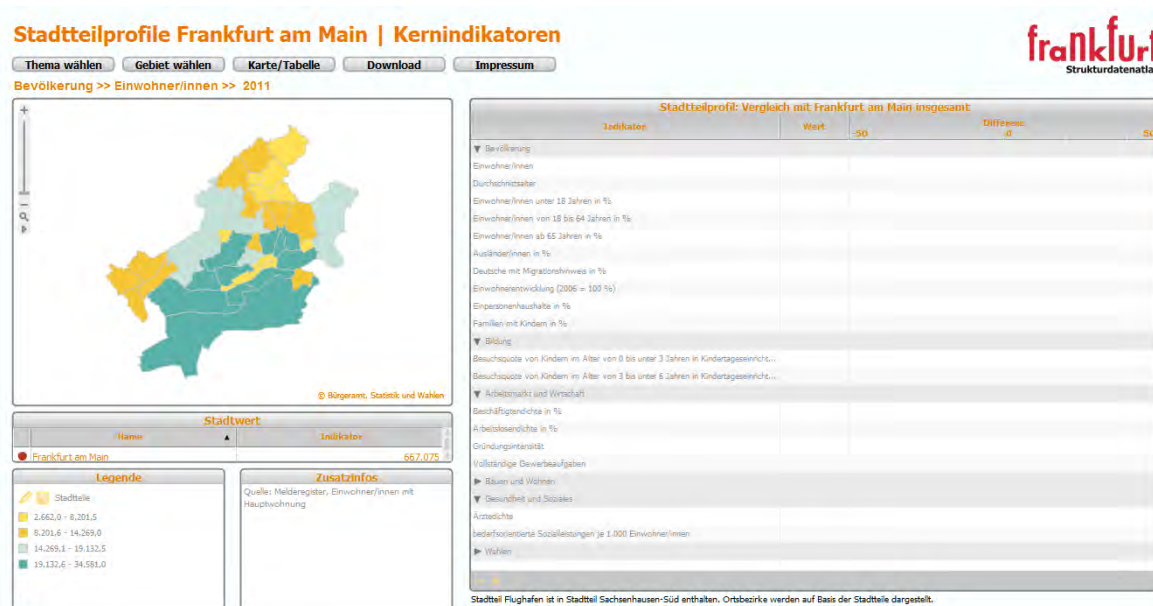 Stadtteilprofile Frankfurt am Main | Kernindikatoren
frankfurt
Strukturdatenatla
Thema wählen Gebiet wählen Karte/Tabelle Download Impressum
Bevölkerung >> Einwohner/innen >> 2011
© Bürgeramt, Statistik und Wahlen
Stadtwert
Name ▲ Indikator
Frankfurt am Main 667.075
Legende
Stadtteile
2.662,0 - 8.201,5
8.201,6 - 14.269,0
14.269,1 - 19.132,5
19.132,6 - 34.581,0
Zusatzinfos
Quelle: Melderegister, Einwohner/innen mit
Hauptwohnung
Stadtteilprofil: Vergleich mit Frankfurt am Main insgesamt
Indikator Wert Differenz
-50 0 50
▼ Bevölkerung
Einwohner/innen
Durchschnittsalter
Einwohner/innen unter 18 Jahren in %
Einwohner/innen von 18 bis 64 Jahren in %
Einwohner/innen ab 65 Jahren in %
Ausländer/innen in %
Deutsche mit Migrationshinweis in %
Einwohnerentwicklung (2006 = 100 %)
Einpersonenhaushalte in %
Familien mit Kindern in %
▼ Bildung
Besuchsquote von Kindern im Alter von 0 bis unter 3 Jahren in Kindertageseinricht...
Besuchsquote von Kindern im Alter von 3 bis unter 6 Jahren in Kindertageseinricht...
▼ Arbeitsmarkt und Wirtschaft
Beschäftigtendichte in %
Arbeitslosendichte in %
Gründungsintensität
Vollständige Gewerbeaufgaben
▶ Bauen und Wohnen
▼ Gesundheit und Soziales
Ärztedichte
bedarfsorientierte Sozialleistungen je 1.000 Einwohner/innen
▶ Wahlen
Stadtteil Flughafen ist in Stadtteil Sachsenhausen-Süd enthalten. Ortsbezirke werden auf Basis der Stadtteile dargestellt.